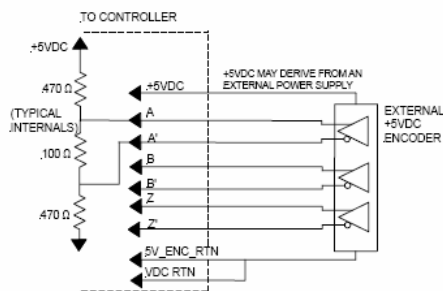 TO CONTROLLER
+5VDC
.470 Ω
(TYPICAL
.INTERNALS)
.100 Ω
.470 Ω
.+5VDC
A
A'
B
B'
Z
Z'
.5V_ENC_RTN
.VDC RTN
+5VDC MAY DERIVE FROM AN
EXTERNAL POWER SUPPLY
EXTERNAL
+5VDC
ENCODER